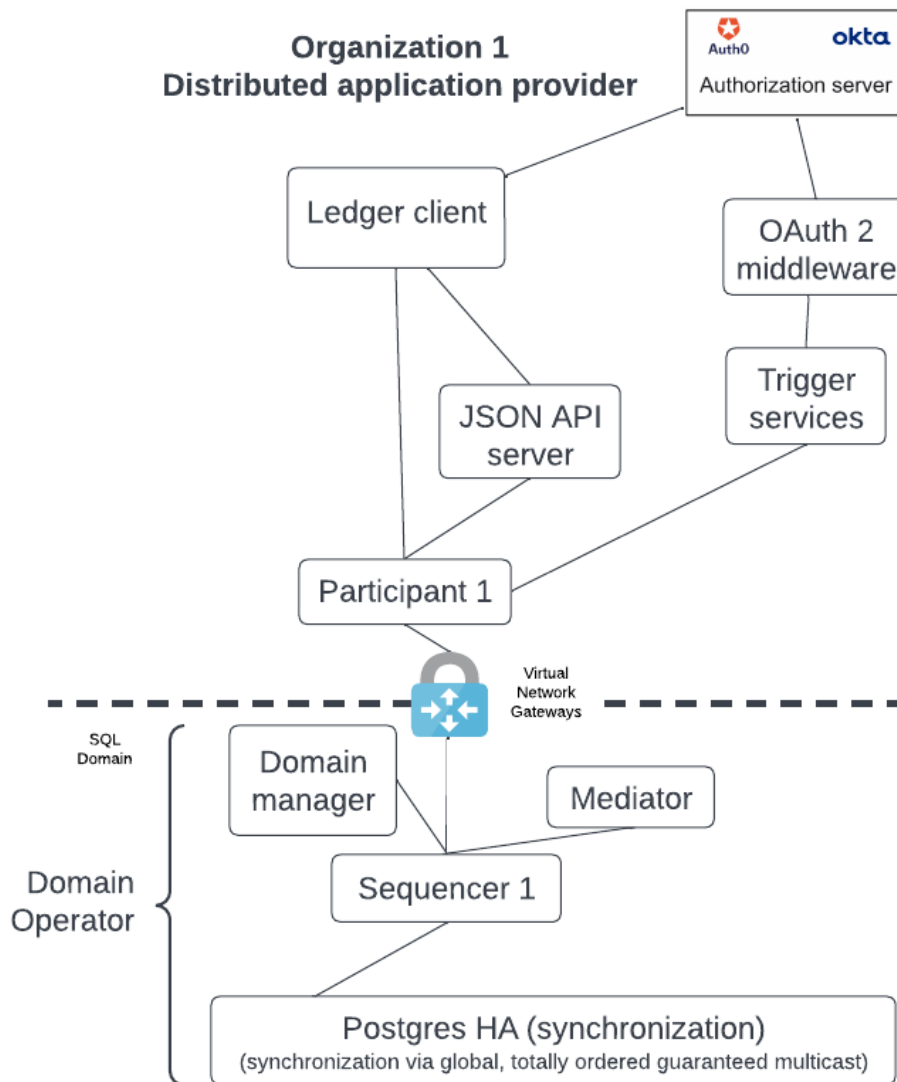 Organization 1
Distributed application provider
Auth0
okta
Authorization server
Ledger client
OAuth 2
middleware
JSON API
server
Trigger
services
Participant 1
Virtual
Network
Gateways
SQL
Domain
Domain
manager
Mediator
Domain
Operator
Sequencer 1
Postgres HA (synchronization)
(synchronization via global, totally ordered guaranteed multicast)